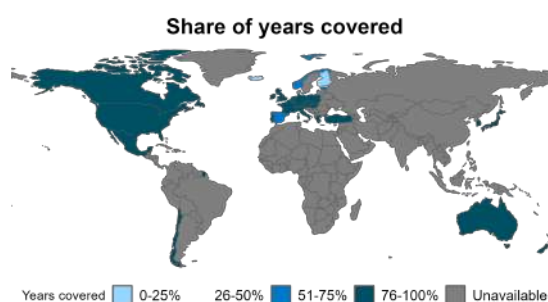 Share of years covered
Years covered 0-25% 26-50% 51-75% 76-100% Unavailable